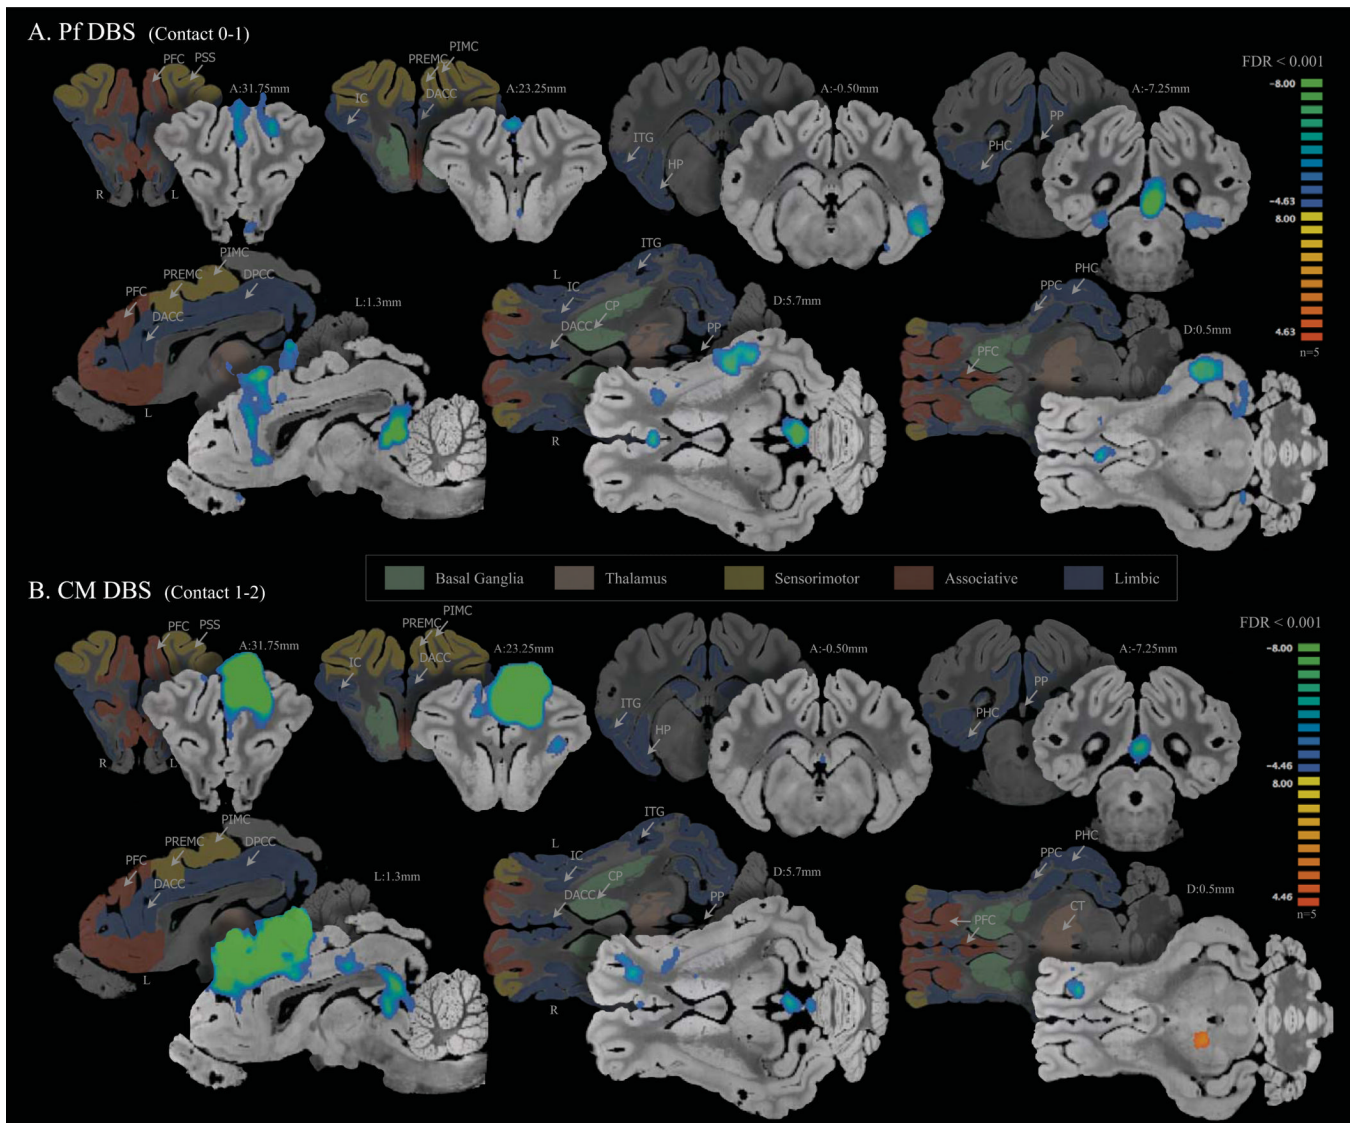 A. Pf DBS (Contact 0-1)
PFC PSS
A:31.75mm
R L
PREMC PIMC
IC DACC
A:23.25mm
ITG HP
A:-0.50mm
PHC PP
A:-7.25mm
FDR < 0.001
-8.00
-4.63
8.00
4.63
n=5
PFC PREMC PIMC DPCC
DACC
L:1.3mm
L
ITG
L IC
CP
DACC PP
D:5.7mm
R
PPC PHC
D:0.5mm
PFC
Basal Ganglia Thalamus Sensorimotor Associative Limbic
B. CM DBS (Contact 1-2)
PFC PSS
A:31.75mm
R L
PREMC PIMC
IC DACC
A:23.25mm
ITG HP
A:-0.50mm
PHC PP
A:-7.25mm
FDR < 0.001
-8.00
-4.46
8.00
4.46
n=5
PFC PREMC PIMC DPCC
DACC
L:1.3mm
L
ITG
L IC
CP
DACC PP
D:5.7mm
R
PPC PHC
D:0.5mm
PFC CT